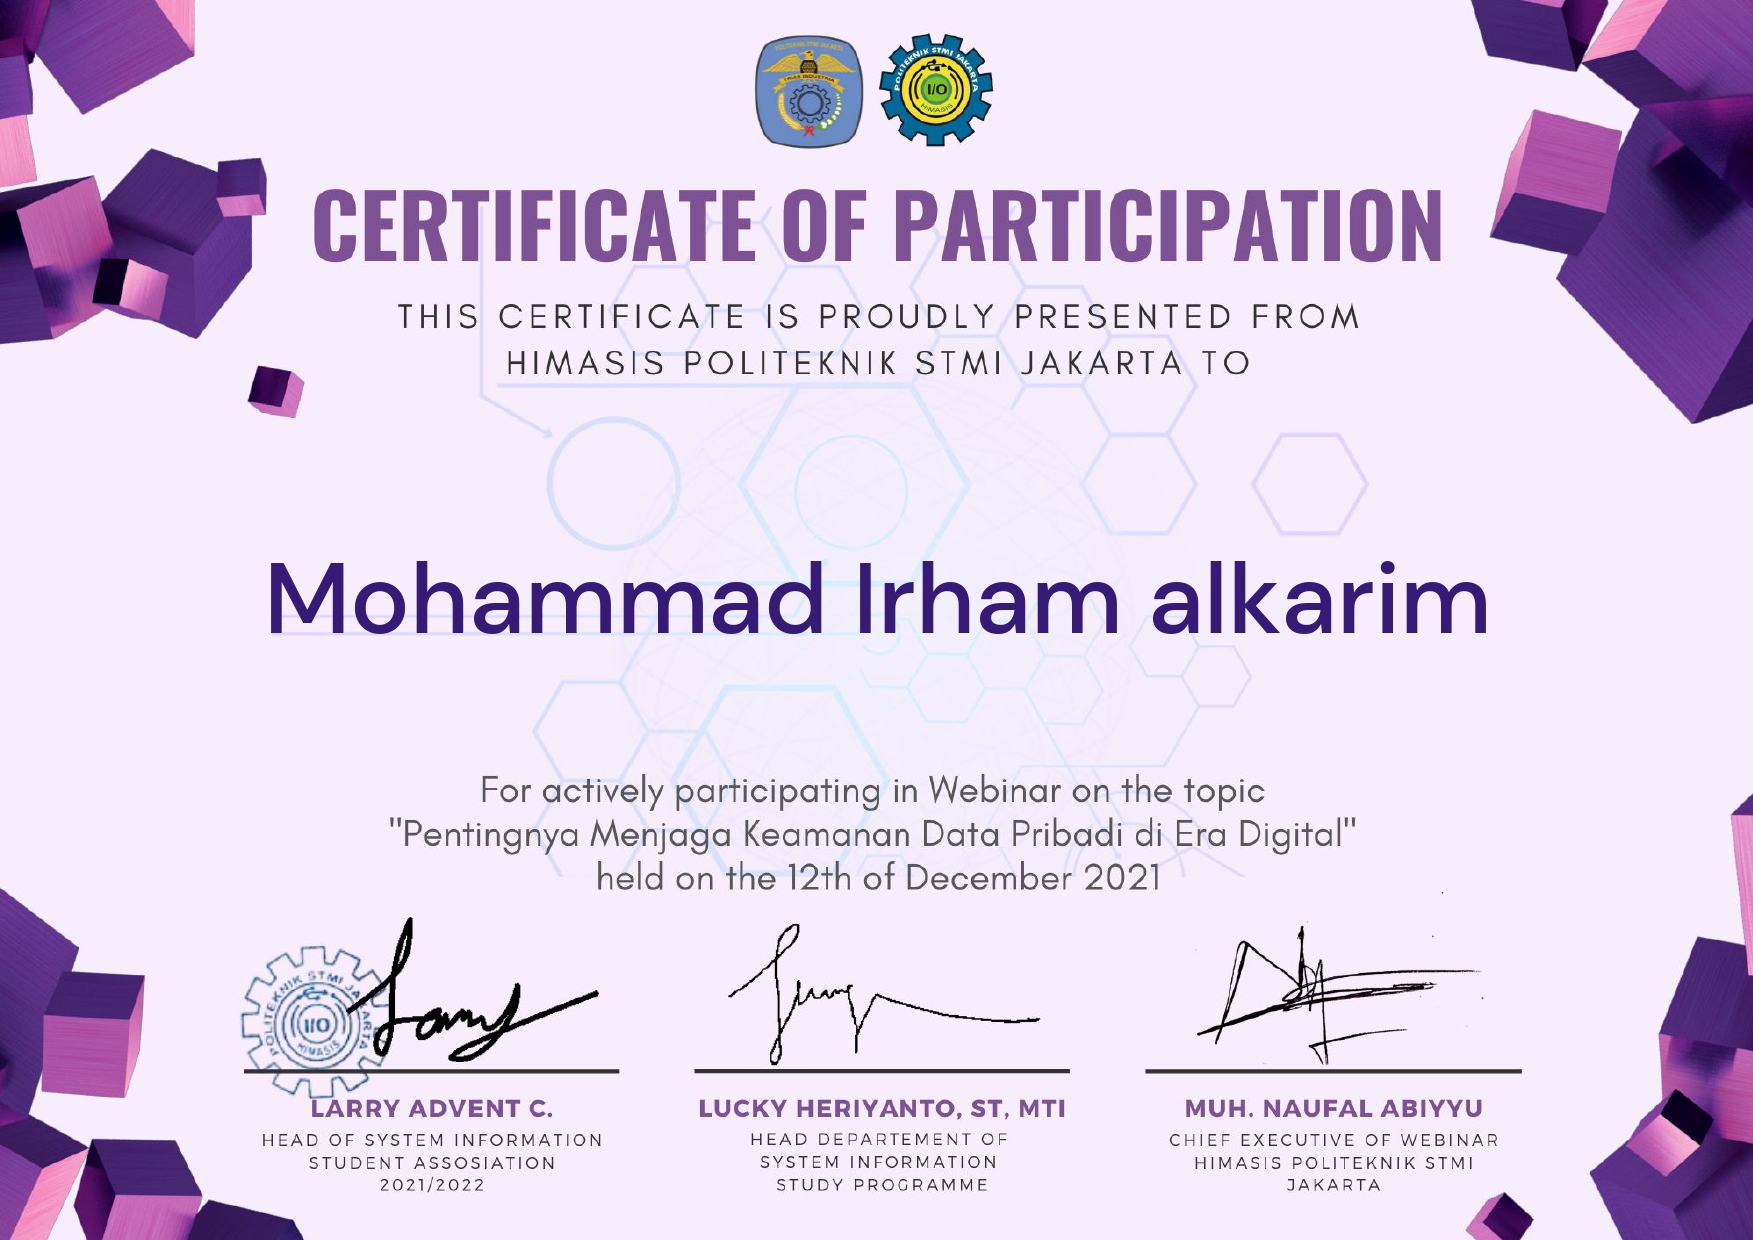 POLITEKNIK STMI JAKARTA
TRIAS INDUSTRIA
POLITEKNIK STMI JAKARTA
I/O
HIMASIS
CERTIFICATE OF PARTICIPATION
THIS CERTIFICATE IS PROUDLY PRESENTED FROM
HIMASIS POLITEKNIK STMI JAKARTA TO
Mohammad Irham alkarim
For actively participating in Webinar on the topic
"Pentingnya Menjaga Keamanan Data Pribadi di Era Digital"
held on the 12th of December 2021
POLITEKNIK STMI JAKARTA
I/O
HIMASIS
LARRY ADVENT C.
HEAD OF SYSTEM INFORMATION
STUDENT ASSOSIATION
2021/2022
LUCKY HERIYANTO, ST, MTI
HEAD DEPARTEMENT OF
SYSTEM INFORMATION
STUDY PROGRAMME
MUH. NAUFAL ABIYYU
CHIEF EXECUTIVE OF WEBINAR
HIMASIS POLITEKNIK STMI
JAKARTA